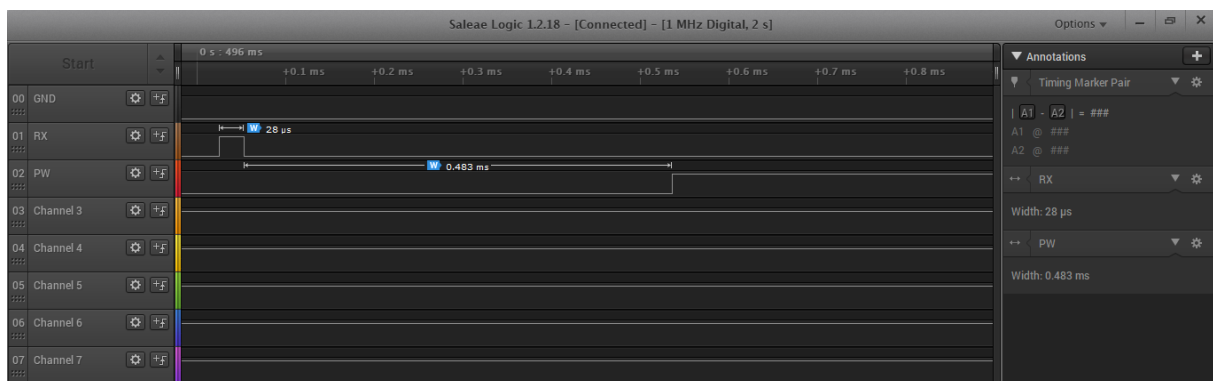 Saleae Logic 1.2.18 - [Connected] - [1 MHz Digital, 2 s]
Options
Start
0 s : 496 ms
+0.1 ms +0.2 ms +0.3 ms +0.4 ms +0.5 ms +0.6 ms +0.7 ms +0.8 ms
00 GND
01 RX
W 28 µs
02 PW
W 0.483 ms
03 Channel 3
04 Channel 4
05 Channel 5
06 Channel 6
07 Channel 7
Annotations
Timing Marker Pair
| A1 - A2 | = ###
A1 @ ###
A2 @ ###
RX
Width: 28 µs
PW
Width: 0.483 ms